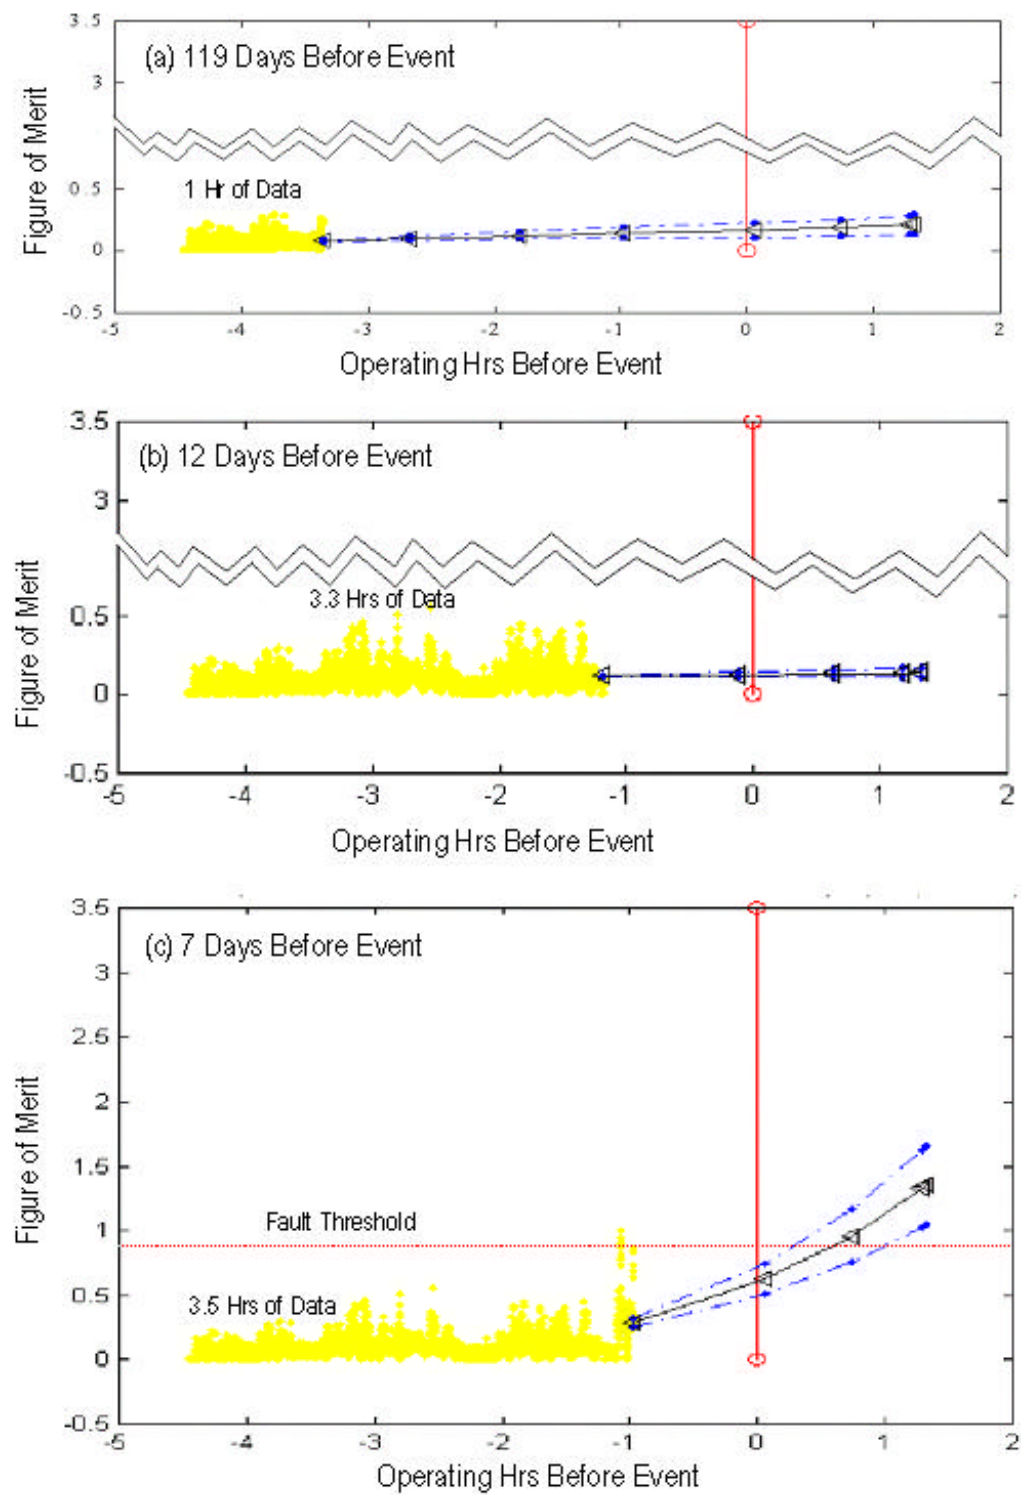 3.5
(a) 119 Days Before Event
3
Figure of Merit
1 Hr of Data
0.5
0
-0.5
-5 -4 -3 -2 -1 0 1 2
Operating Hrs Before Event
3.5
(b) 12 Days Before Event
3
Figure of Merit
3.3 Hrs of Data
0.5
0
-0.5
-5 -4 -3 -2 -1 0 1 2
Operating Hrs Before Event
3.5
(c) 7 Days Before Event
3
2.5
2
Figure of Merit
1.5
Fault Threshold
1
3.5 Hrs of Data
0.5
0
-0.5
-5 -4 -3 -2 -1 0 1 2
Operating Hrs Before Event